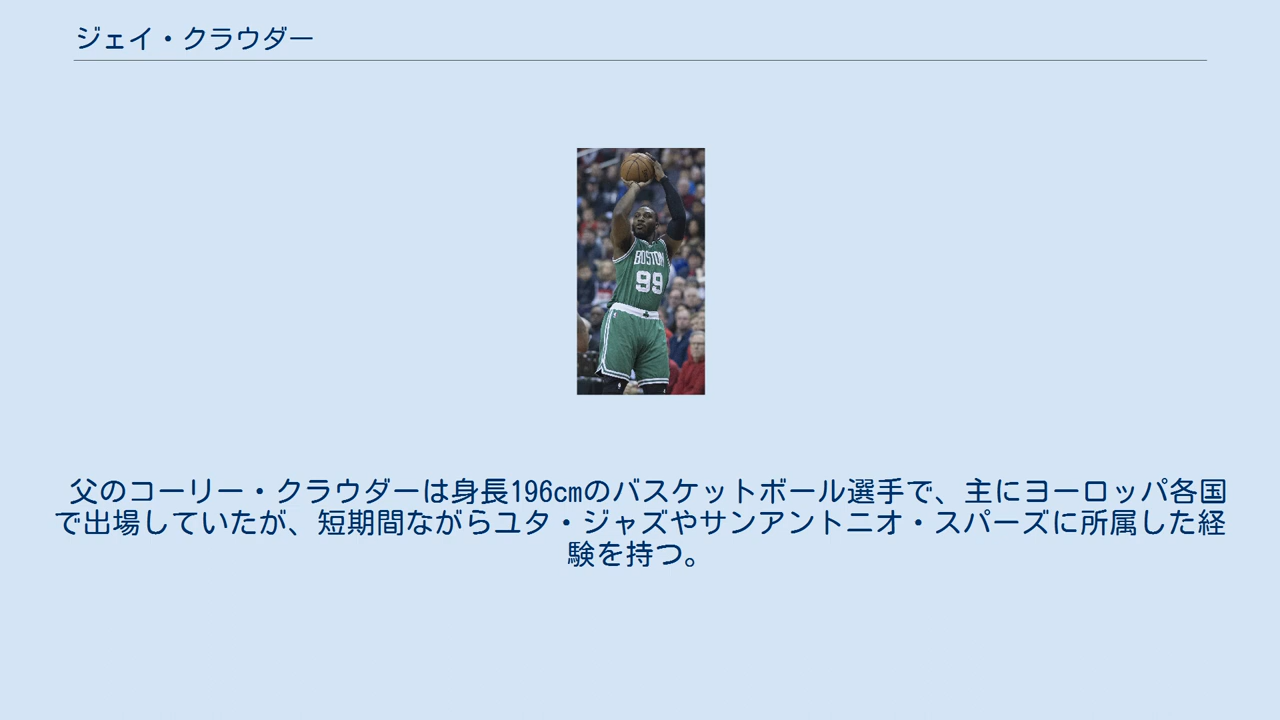 ジェイ・クラウダー
BOSTON
99
父のコーリー・クラウダーは身長196cmのバスケットボール選手で、主にヨーロッパ各国
で出場していたが、短期間ながらユタ・ジャズやサンアントニオ・スパーズに所属した経
験を持つ。